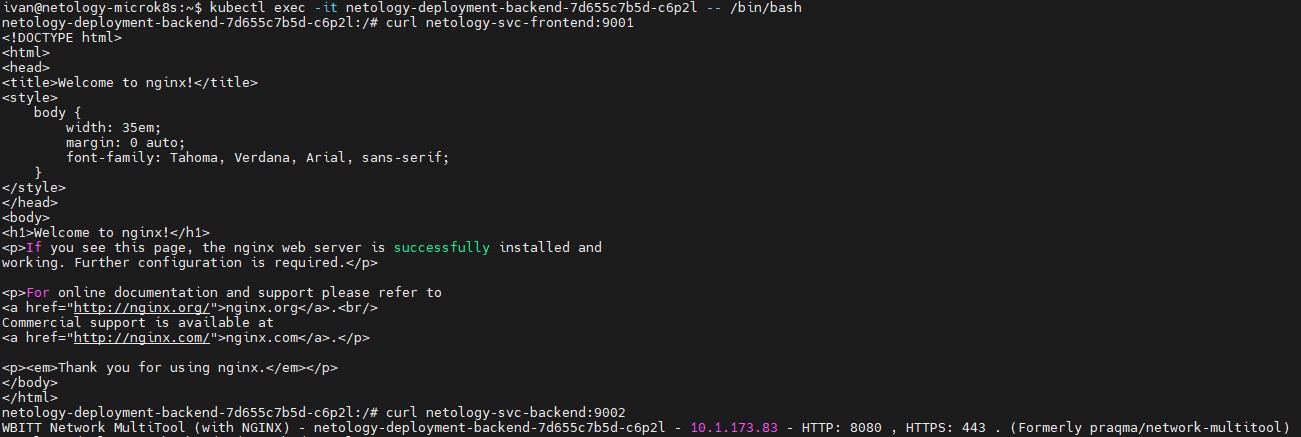 ivan@netology-microk8s:~$ kubectl exec -it netology-deployment-backend-7d655c7b5d-c6p2l -- /bin/bash
netology-deployment-backend-7d655c7b5d-c6p2l:/# curl netology-svc-frontend:9001
<!DOCTYPE html>
<html>
<head>
<title>Welcome to nginx!</title>
<style>
    body {
        width: 35em;
        margin: 0 auto;
        font-family: Tahoma, Verdana, Arial, sans-serif;
    }
</style>
</head>
<body>
<h1>Welcome to nginx!</h1>
<p>If you see this page, the nginx web server is successfully installed and
working. Further configuration is required.</p>

<p>For online documentation and support please refer to
<a href="http://nginx.org/">nginx.org</a>.<br/>
Commercial support is available at
<a href="http://nginx.com/">nginx.com</a>.</p>

<p><em>Thank you for using nginx.</em></p>
</body>
</html>
netology-deployment-backend-7d655c7b5d-c6p2l:/# curl netology-svc-backend:9002
WBITT Network MultiTool (with NGINX) - netology-deployment-backend-7d655c7b5d-c6p2l - 10.1.173.83 - HTTP: 8080 , HTTPS: 443 . (Formerly praqma/network-multitool)